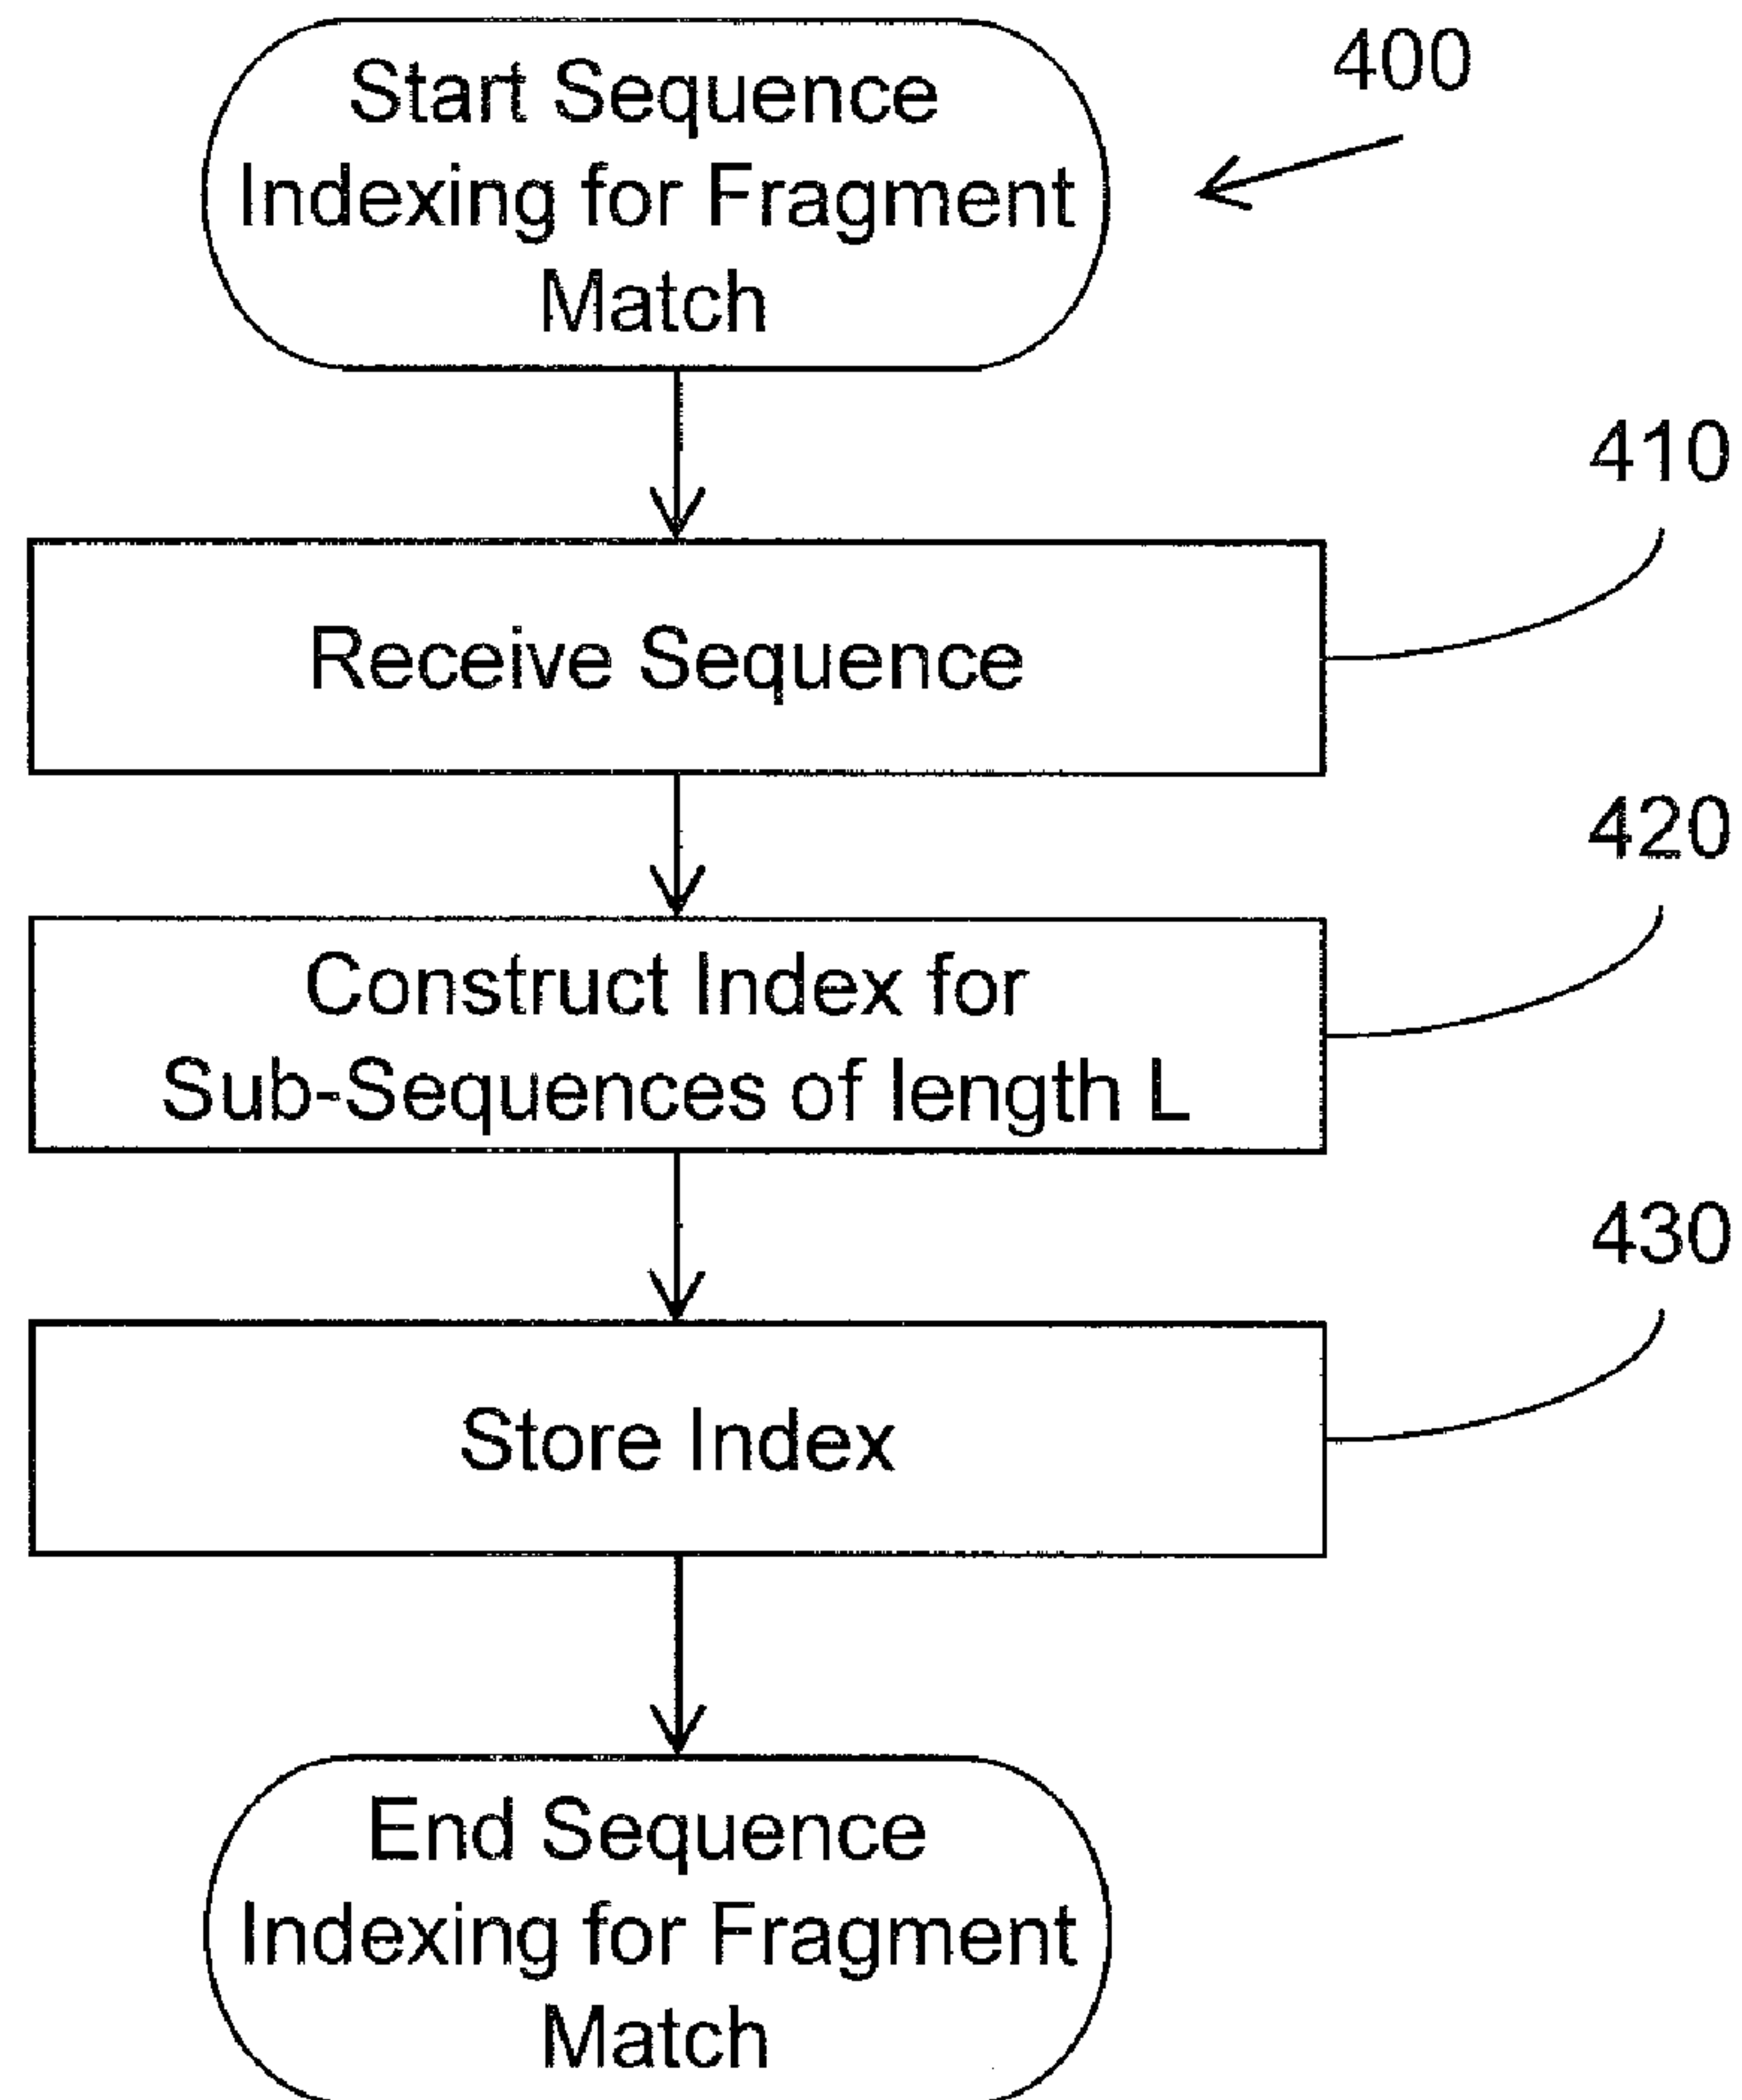 Start Sequence
Indexing for Fragment
Match
400
410
Receive Sequence
420
Construct Index for
Sub-Sequences of length L
430
Store Index
End Sequence
Indexing for Fragment
Match